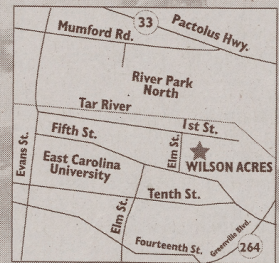 33
Pactolus Hwy.
Mumford Rd.
River Park
North
Tar River
Fifth St.
1st St.
Elm St.
Evans St.
East Carolina
University
WILSON ACRES
Tenth St.
Elm St.
Fourteenth St.
Greenville Blvd.
264